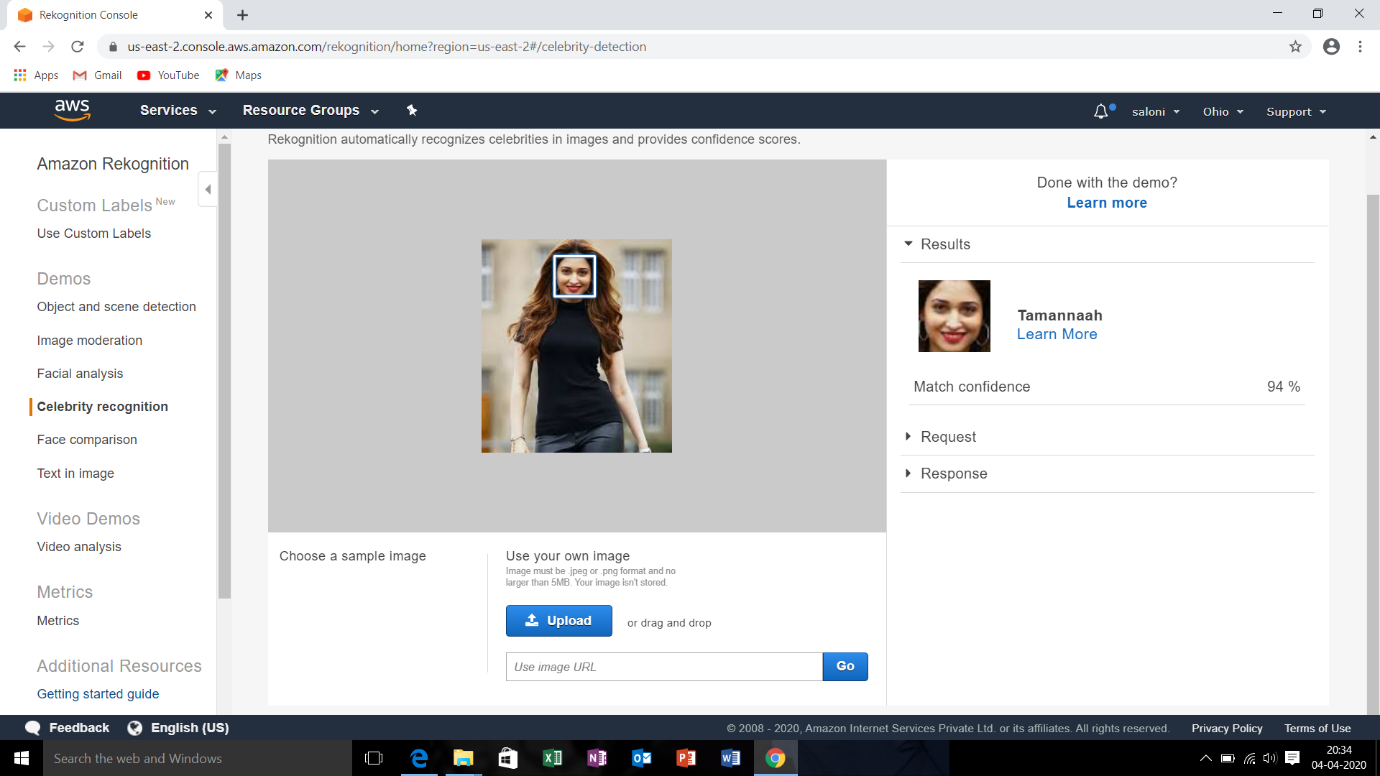 Rekognition Console
us-east-2.console.aws.amazon.com/rekognition/home?region=us-east-2#/celebrity-detection
Apps Gmail YouTube Maps
aws Services Resource Groups saloni Ohio Support
Amazon Rekognition
Custom Labels New
Use Custom Labels
Demos
Object and scene detection
Image moderation
Facial analysis
Celebrity recognition
Face comparison
Text in image
Video Demos
Video analysis
Metrics
Metrics
Additional Resources
Getting started guide
Rekognition automatically recognizes celebrities in images and provides confidence scores.
Choose a sample image
Use your own image
Image must be .jpeg or .png format and no
larger than 5MB. Your image isn't stored.
Upload or drag and drop
Use image URL Go
Done with the demo?
Learn more
Results
Tamannaah
Learn More
Match confidence 94 %
Request
Response
Feedback English (US) © 2008 - 2020, Amazon Internet Services Private Ltd. or its affiliates. All rights reserved. Privacy Policy Terms of Use
Search the web and Windows
20:34
04-04-2020